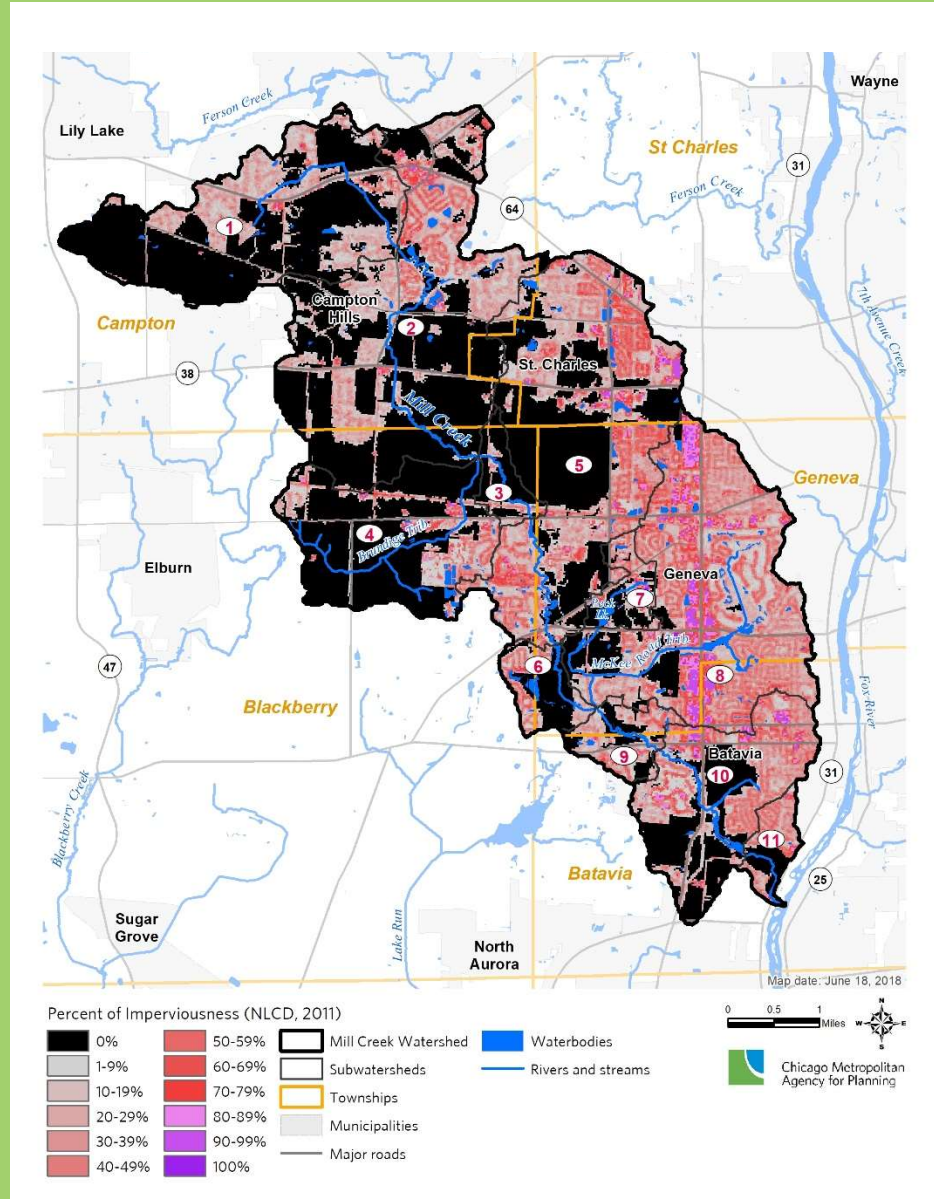 Wayne
Ferson Creek
Lily Lake
St Charles
31
Ferson Creek
64
1
7th Avenue Creek
Campton
Hills
Campton
2
St. Charles
38
Mill Creek
5
Geneva
3
4
Brundige Trib
Elburn
Geneva
7
Peck
Lk.
McKee Road Trib
47
6
8
Fox River
Blackberry
9
Batavia
10
31
Blackberry Creek
11
Batavia
25
Lake Run
Sugar
Grove
North
Aurora
Map date: June 18, 2018
Percent of Imperviousness (NLCD, 2011)
0%
1-9%
10-19%
20-29%
30-39%
40-49%
50-59%
60-69%
70-79%
80-89%
90-99%
100%
Mill Creek Watershed
Subwatersheds
Townships
Municipalities
Major roads
Waterbodies
Rivers and streams
0 0.5 1
Miles
N
W E
S
Chicago Metropolitan
Agency for Planning